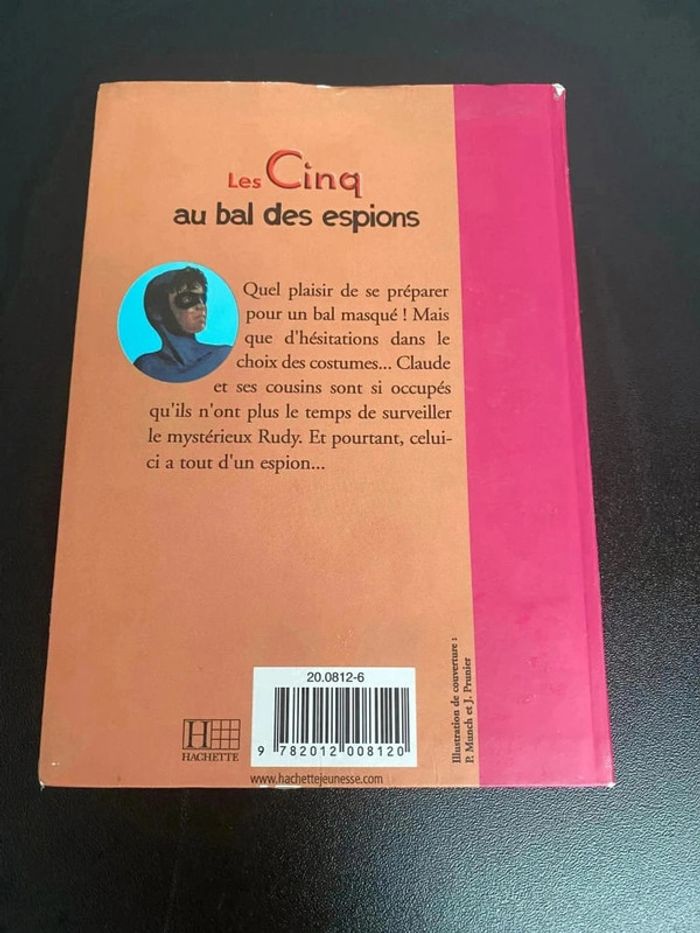 Les Cinq
au bal des espions
Quel plaisir de se préparer
pour un bal masqué ! Mais
que d'hésitations dans le
choix des costumes... Claude
et ses cousins sont si occupés
qu'ils n'ont plus le temps de surveiller
le mystérieux Rudy. Et pourtant, celui-
ci a tout d'un espion...
Illustration de couverture :
P. Munch et J. Prunier
20.0812-6
9 782012 008120
H
HACHETTE
www.hachettejeunesse.com